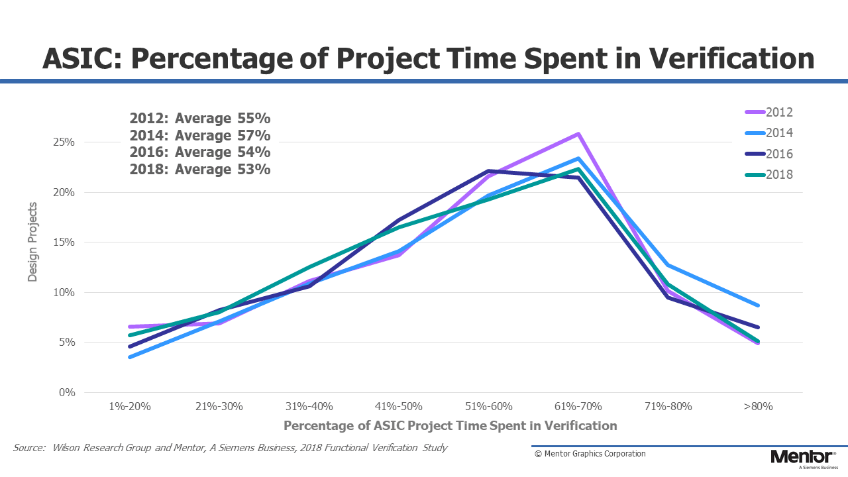 ASIC: Percentage of Project Time Spent in Verification
2012: Average 55%
2014: Average 57%
2016: Average 54%
2018: Average 53%
2012
2014
2016
2018
Design Projects
25%
20%
15%
10%
5%
0%
1%-20% 21%-30% 31%-40% 41%-50% 51%-60% 61%-70% 71%-80% >80%
Percentage of ASIC Project Time Spent in Verification
Source: Wilson Research Group and Mentor, A Siemens Business, 2018 Functional Verification Study
© Mentor Graphics Corporation
Mentor®
A Siemens Business